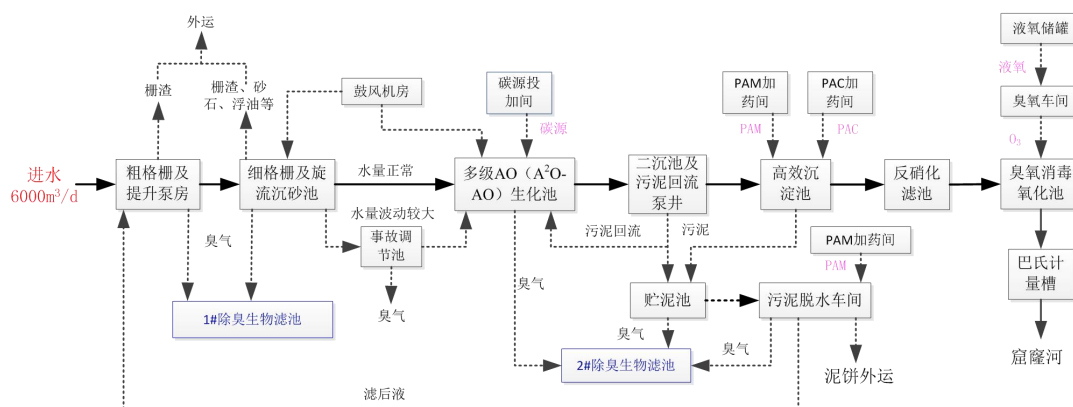 外运
栅渣
栅渣、砂
石、浮油等
鼓风机房
碳源投
加间
碳源
PAM加
药间
PAM
PAC加
药间
PAC
液氧储罐
液氧
臭氧车间
O₃
进水
6000m³/d
粗格栅及
提升泵房
细格栅及旋
流沉砂池
水量正常
多级AO（A²O-
AO）生化池
二沉池及
污泥回流
泵井
高效沉
淀池
反硝化
滤池
臭氧消毒
氧化池
水量波动较大
事故调
节池
臭气
臭气
污泥回流
污泥
PAM加药间
PAM
巴氏计
量槽
1#除臭生物滤池
臭气
贮泥池
污泥脱水车间
臭气
臭气
2#除臭生物滤池
泥饼外运
窟窿河
滤后液